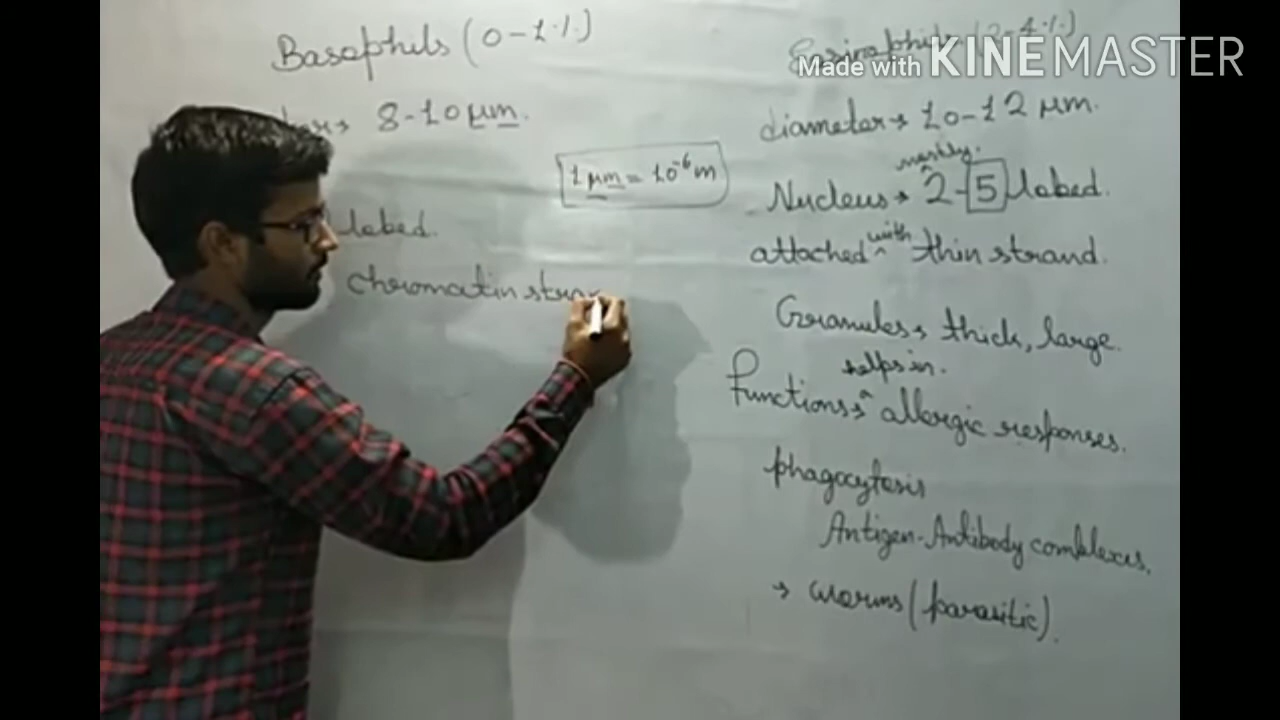 Basophils (0-1%)
8-10 μm.
lobed.
chromatin stran
1 μm = 10⁻⁶m
Made with KINEMASTER
diameter → 10-12 μm.
mostly.
Nucleus → 2-5 lobed.
attached with thin strand.
Granules → thick, large.
helps in.
Functions → allergic responses.
phagocytosis
Antigen-Antibody complexes.
→ worms (parasitic).